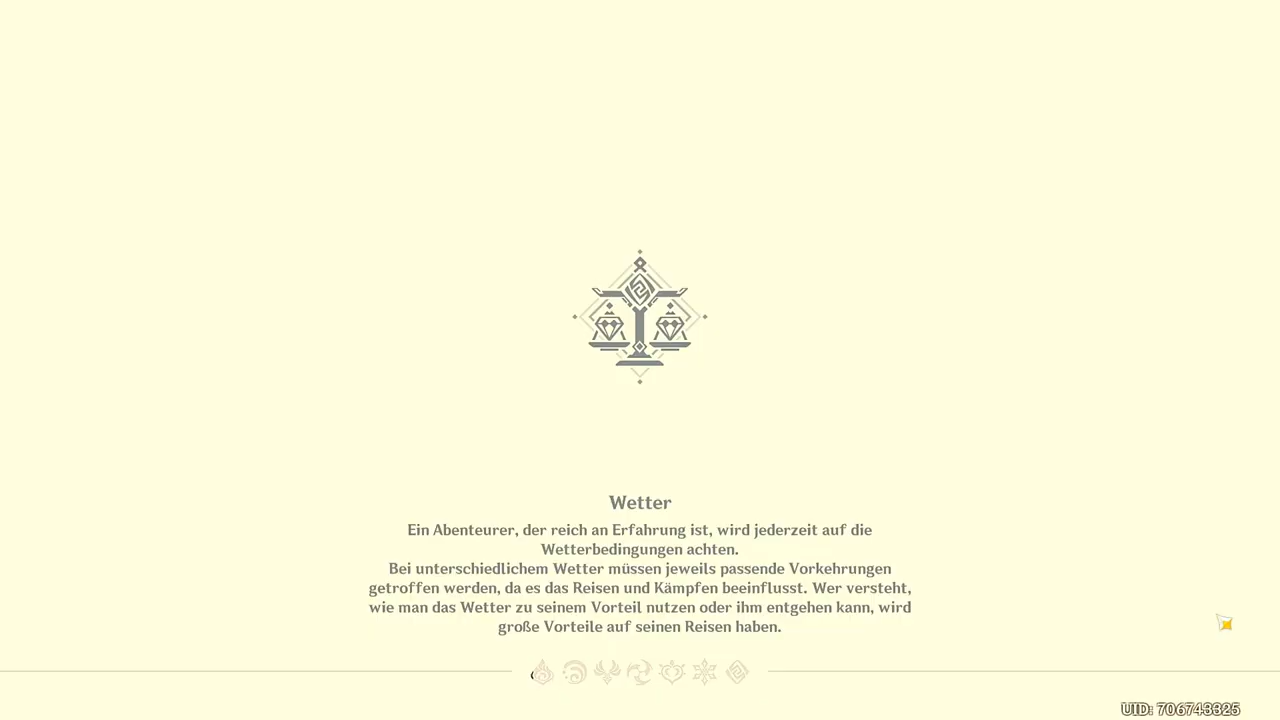 Wetter
Ein Abenteurer, der reich an Erfahrung ist, wird jederzeit auf die
Wetterbedingungen achten.
Bei unterschiedlichem Wetter müssen jeweils passende Vorkehrungen
getroffen werden, da es das Reisen und Kämpfen beeinflusst. Wer versteht,
wie man das Wetter zu seinem Vorteil nutzen oder ihm entgehen kann, wird
große Vorteile auf seinen Reisen haben.
UID: 706743325